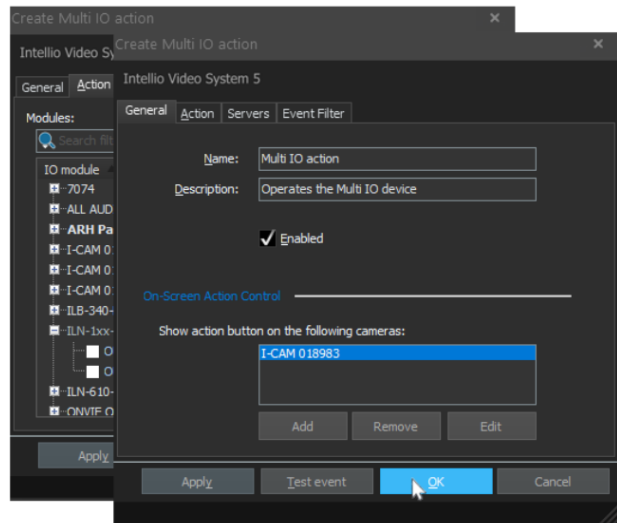 Create Multi IO action
Intellio Video Sy
General Action
Modules:
Search filt
IO module
7074
ALL AUD
ARH Pa
I-CAM 0
I-CAM 0
I-CAM 0
ILB-340-
ILN-1xx-
O
O
ILN-610-
ONVIF O
Apply
Create Multi IO action
Intellio Video System 5
General Action Servers Event Filter
Name: Multi IO action
Description: Operates the Multi IO device
Enabled
On-Screen Action Control
Show action button on the following cameras:
I-CAM 018983
Add Remove Edit
Apply Test event OK Cancel